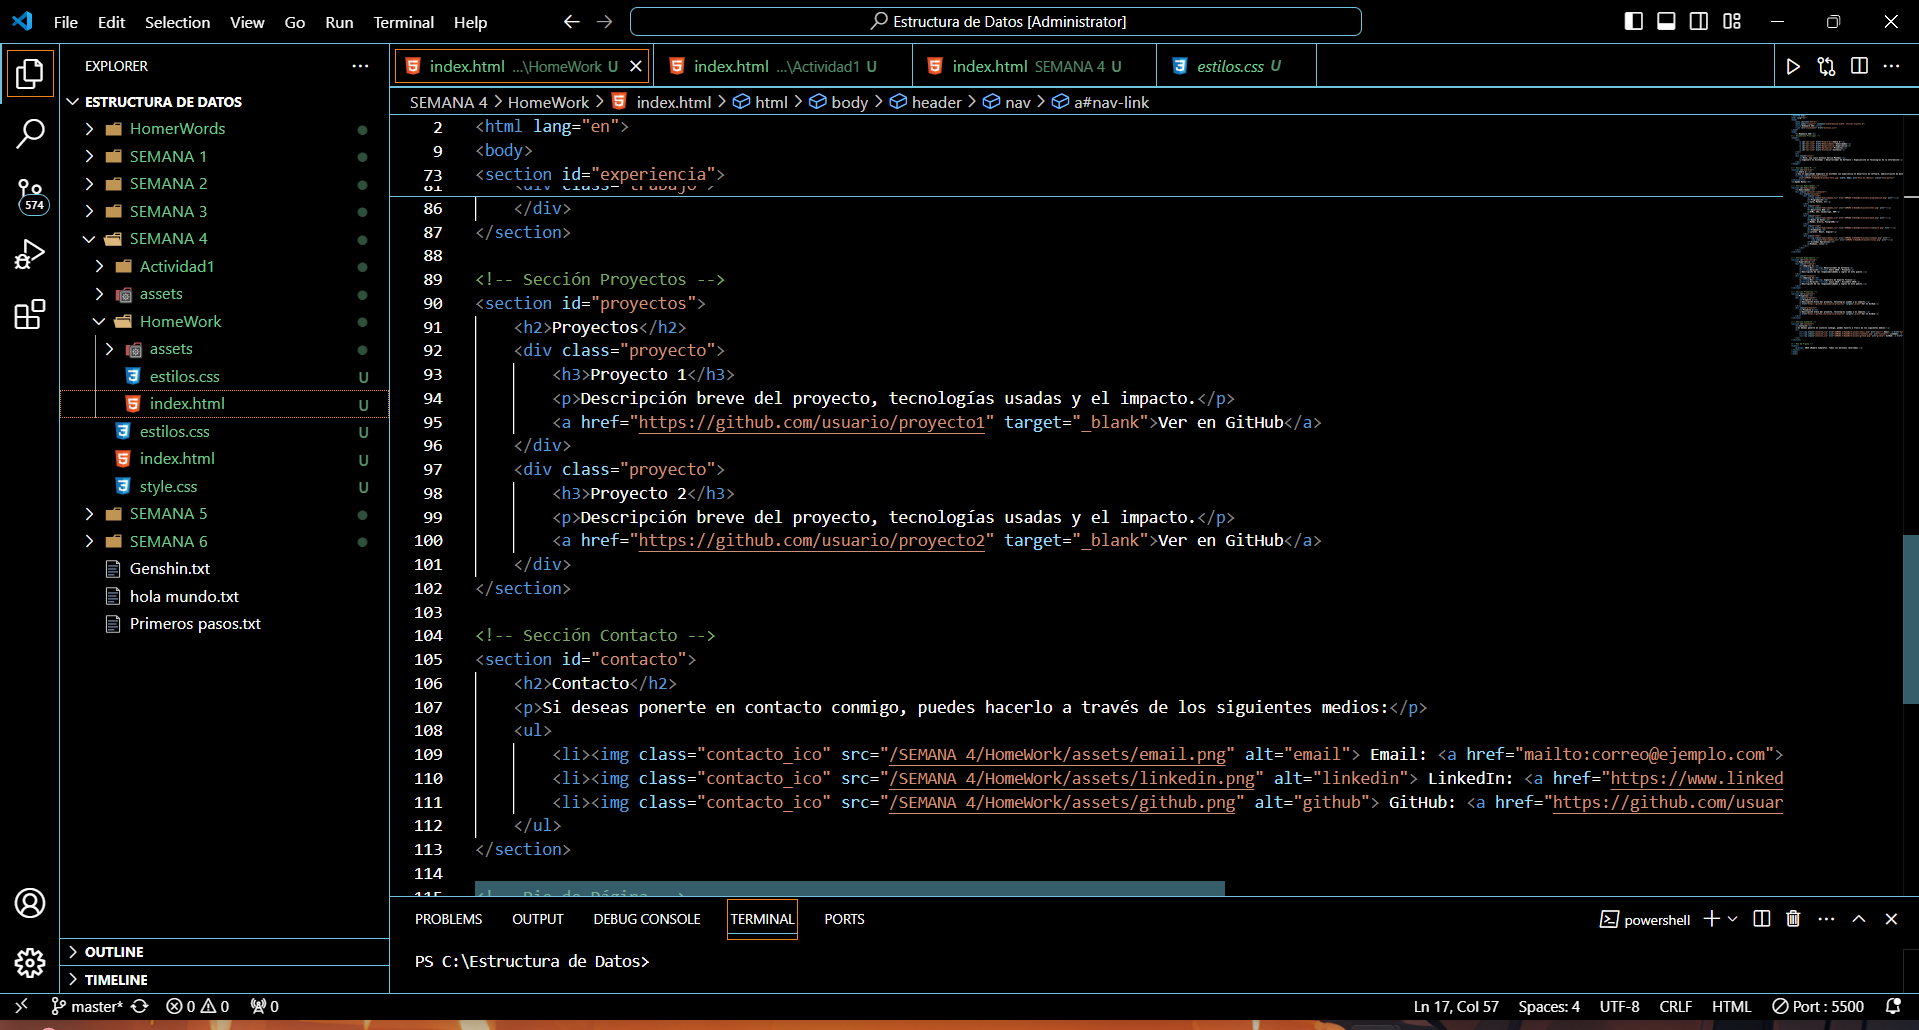 File Edit Selection View Go Run Terminal Help
Estructura de Datos [Administrator]
EXPLORER
ESTRUCTURA DE DATOS
HomerWords
SEMANA 1
SEMANA 2
SEMANA 3
SEMANA 4
Actividad1
assets
HomeWork
assets
estilos.css U
index.html U
estilos.css U
index.html U
style.css U
SEMANA 5
SEMANA 6
Genshin.txt
hola mundo.txt
Primeros pasos.txt
OUTLINE
TIMELINE
574
index.html ...\HomeWork U
index.html ...\Actividad1 U
index.html SEMANA 4 U
estilos.css U
SEMANA 4 > HomeWork > index.html > html > body > header > nav > a#nav-link
2 <html lang="en">
9 <body>
73 <section id="experiencia">
81 <div class="trabajo">
86 </div>
87 </section>
88
89 <!-- Sección Proyectos -->
90 <section id="proyectos">
91 <h2>Proyectos</h2>
92 <div class="proyecto">
93 <h3>Proyecto 1</h3>
94 <p>Descripción breve del proyecto, tecnologías usadas y el impacto.</p>
95 <a href="https://github.com/usuario/proyecto1" target="_blank">Ver en GitHub</a>
96 </div>
97 <div class="proyecto">
98 <h3>Proyecto 2</h3>
99 <p>Descripción breve del proyecto, tecnologías usadas y el impacto.</p>
100 <a href="https://github.com/usuario/proyecto2" target="_blank">Ver en GitHub</a>
101 </div>
102 </section>
103
104 <!-- Sección Contacto -->
105 <section id="contacto">
106 <h2>Contacto</h2>
107 <p>Si deseas ponerte en contacto conmigo, puedes hacerlo a través de los siguientes medios:</p>
108 <ul>
109 <li><img class="contacto_ico" src="/SEMANA 4/HomeWork/assets/email.png" alt="email"> Email: <a href="mailto:correo@ejemplo.com">
110 <li><img class="contacto_ico" src="/SEMANA 4/HomeWork/assets/linkedin.png" alt="linkedin"> LinkedIn: <a href="https://www.linked
111 <li><img class="contacto_ico" src="/SEMANA 4/HomeWork/assets/github.png" alt="github"> GitHub: <a href="https://github.com/usuar
112 </ul>
113 </section>
114
115 <!-- Pie de Página -->
PROBLEMS OUTPUT DEBUG CONSOLE TERMINAL PORTS
powershell
PS C:\Estructura de Datos>
master* 0 0 0
Ln 17, Col 57 Spaces: 4 UTF-8 CRLF HTML Port : 5500